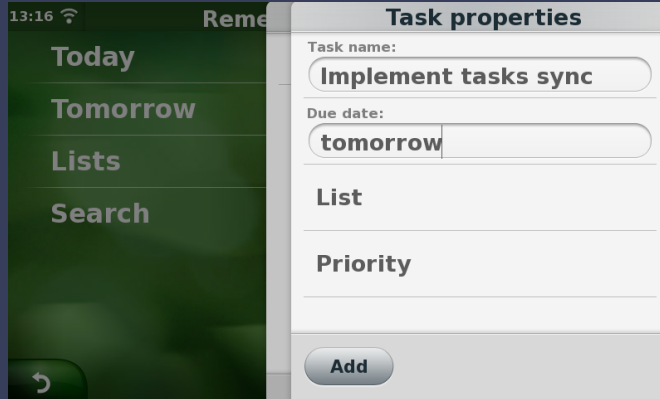 13:16
Reme
Today
Tomorrow
Lists
Search
Task properties
Task name:
Implement tasks sync
Due date:
tomorrow
List
Priority
Add